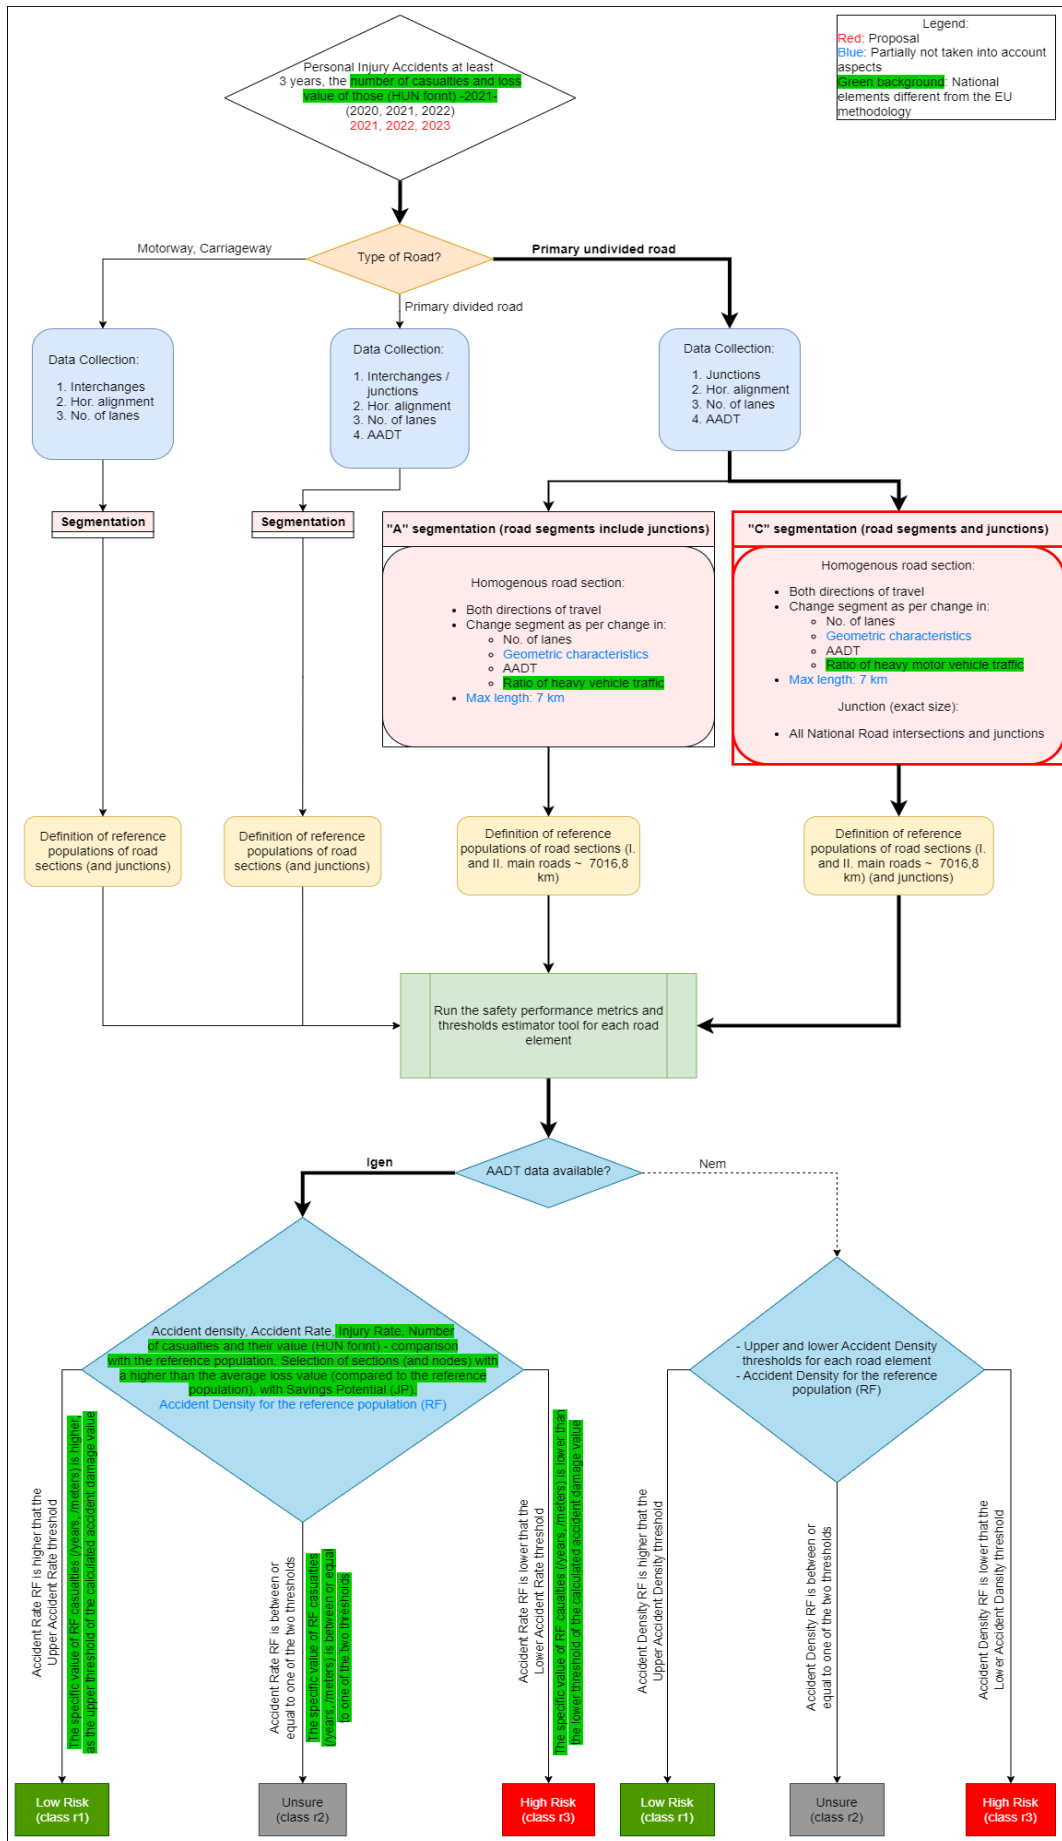 Legend:
Red: Proposal
Blue: Partially not taken into account
aspects
Green background: National
elements different from the EU
methodology
Personal Injury Accidents at least
3 years, the number of casualties and loss
value of those (HUN forint) -2021-
(2020, 2021, 2022)
2021, 2022, 2023
Motorway, Carriageway
Type of Road?
Primary undivided road
Primary divided road
Data Collection:
1. Interchanges
2. Hor. alignment
3. No. of lanes
Data Collection:
1. Interchanges /
junctions
2. Hor. alignment
3. No. of lanes
4. AADT
Data Collection:
1. Junctions
2. Hor. alignment
3. No. of lanes
4. AADT
Segmentation
Segmentation
"A" segmentation (road segments include junctions)
Homogenous road section:
• Both directions of travel
• Change segment as per change in:
◦ No. of lanes
◦ Geometric characteristics
◦ AADT
◦ Ratio of heavy vehicle traffic
• Max length: 7 km
"C" segmentation (road segments and junctions)
Homogenous road section:
• Both directions of travel
• Change segment as per change in:
◦ No. of lanes
◦ Geometric characteristics
◦ AADT
◦ Ratio of heavy motor vehicle traffic
• Max length: 7 km
Junction (exact size):
• All National Road intersections and junctions
Definition of reference
populations of road
sections (and junctions)
Definition of reference
populations of road
sections (and junctions)
Definition of reference
populations of road sections (I.
and II. main roads ~ 7016,8
km)
Definition of reference
populations of road sections (I.
and II. main roads ~ 7016,8
km) (and junctions)
Run the safety performance metrics and
thresholds estimator tool for each road
element
AADT data available?
Igen
Nem
Accident density, Accident Rate, Injury Rate, Number
of casualties and their value (HUN forint) - comparison
with the reference population. Selection of sections (and nodes) with
a higher than the average loss value (compared to the reference
population), with Savings Potential (JP).
Accident Density for the reference population (RF)
- Upper and lower Accident Density
thresholds for each road element
- Accident Density for the reference
population (RF)
Accident Rate RF is higher that the
Upper Accident Rate threshold
The specific value of RF casualties (/years, /meters) is higher,
as the upper threshold of the calculated accident damage value
Accident Rate RF is between or
equal to one of the two thresholds
The specific value of RF casualties
(/years, /meters) is between or equal
to one of the two thresholds
Accident Rate RF is lower that the
Lower Accident Rate threshold
The specific value of RF caualties (/years, /meters) is lower than
the lower threshold of the calculated accident damage value
Accident Density RF is higher that the
Upper Accident Density threshold
Accident Density RF is between or
equal to one of the two thresholds
Accident Density RF is lower that the
Lower Accident Dansity threshold
Low Risk
(class r1)
Unsure
(class r2)
High Risk
(class r3)
Low Risk
(class r1)
Unsure
(class r2)
High Risk
(class r3)